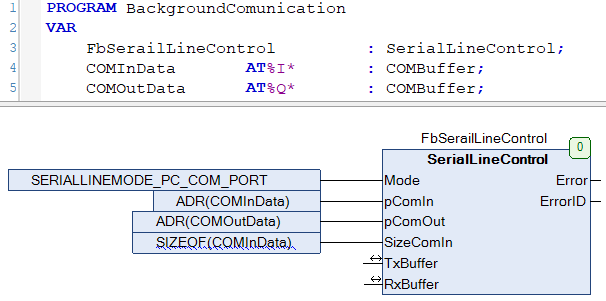 1 PROGRAM BackgroundComunication
2 VAR
3 FbSerailLineControl : SerialLineControl;
4 COMInData AT%I* : COMBuffer;
5 COMOutData AT%Q* : COMBuffer;
FbSerailLineControl
0
SerialLineControl
SERIALLINEMODE_PC_COM_PORT Mode Error
ADR(COMInData) pComIn ErrorID
ADR(COMOutData) pComOut
SIZEOF(COMInData) SizeComIn
TxBuffer
RxBuffer